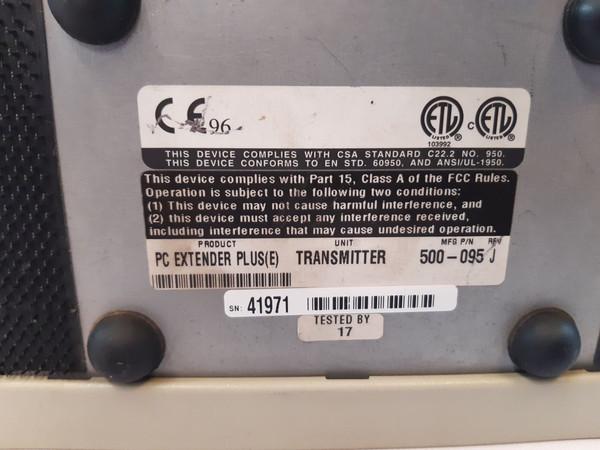 CE 96
ETL LISTED c ETL LISTED
103992
THIS DEVICE COMPLIES WITH CSA STANDARD C22.2 NO. 950.
THIS DEVICE CONFORMS TO EN STD. 60950, AND ANSI/UL-1950.
This device complies with Part 15, Class A of the FCC Rules.
Operation is subject to the following two conditions:
(1) This device may not cause harmful interference, and
(2) this device must accept any interference received,
including interference that may cause undesired operation.
PRODUCT UNIT MFG P/N REV
PC EXTENDER PLUS(E) TRANSMITTER 500-095 J
SN: 41971
TESTED BY
17